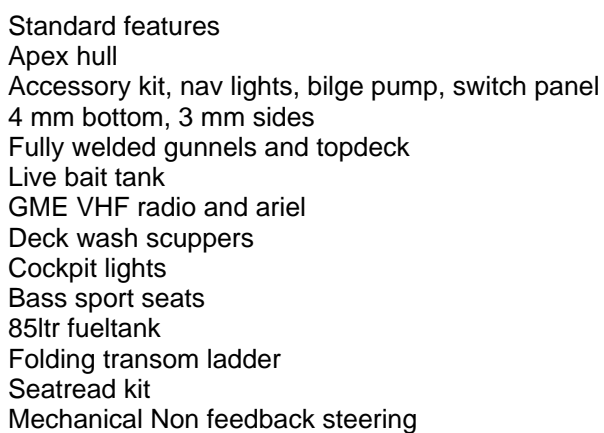 Standard features
Apex hull
Accessory kit, nav lights, bilge pump, switch panel
4 mm bottom, 3 mm sides
Fully welded gunnels and topdeck
Live bait tank
GME VHF radio and ariel
Deck wash scuppers
Cockpit lights
Bass sport seats
85ltr fueltank
Folding transom ladder
Seatread kit
Mechanical Non feedback steering